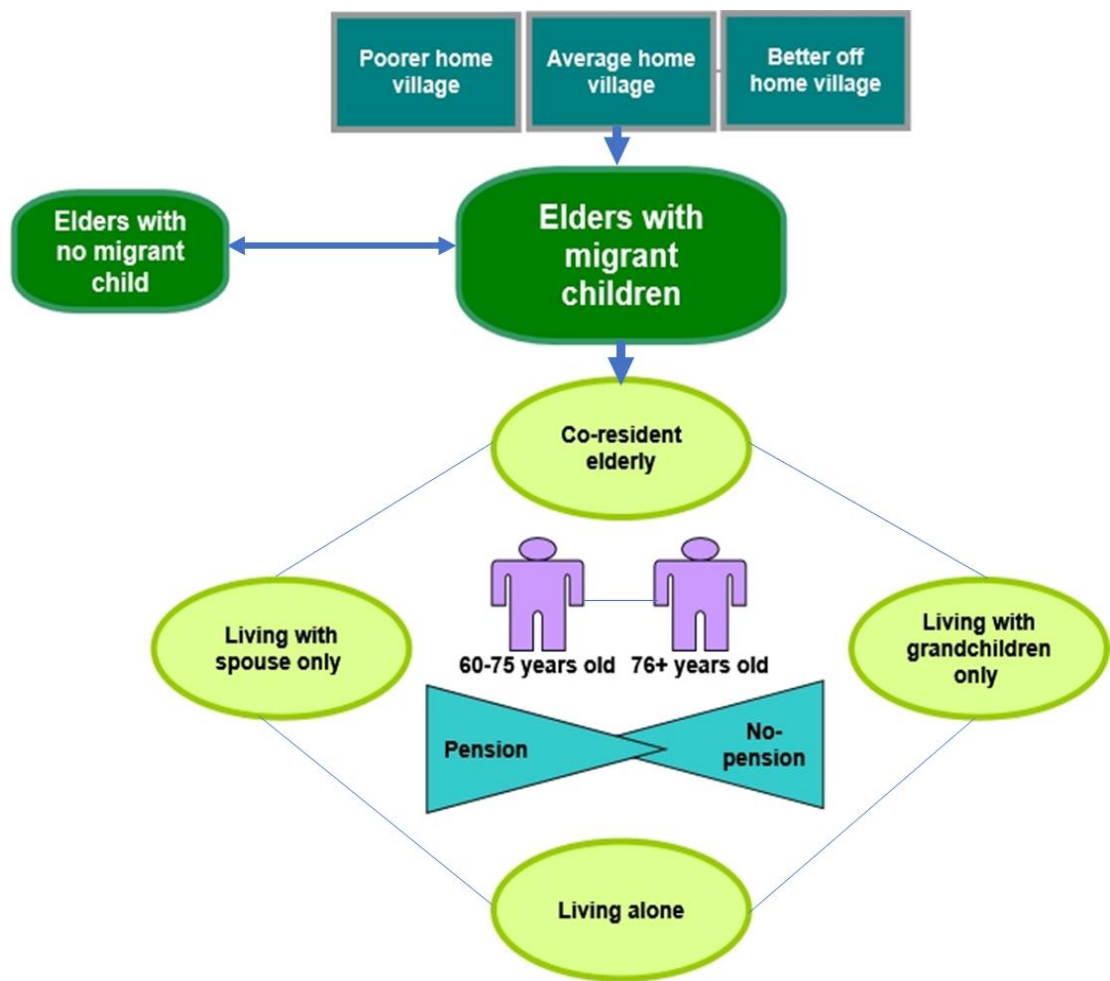 Poorer home
village
Average home
village
Better off
home village
Elders with
no migrant
child
Elders with
migrant
children
Co-resident
elderly
Living with
spouse only
60-75 years old
76+ years old
Living with
grandchildren
only
Pension
No-
pension
Living alone